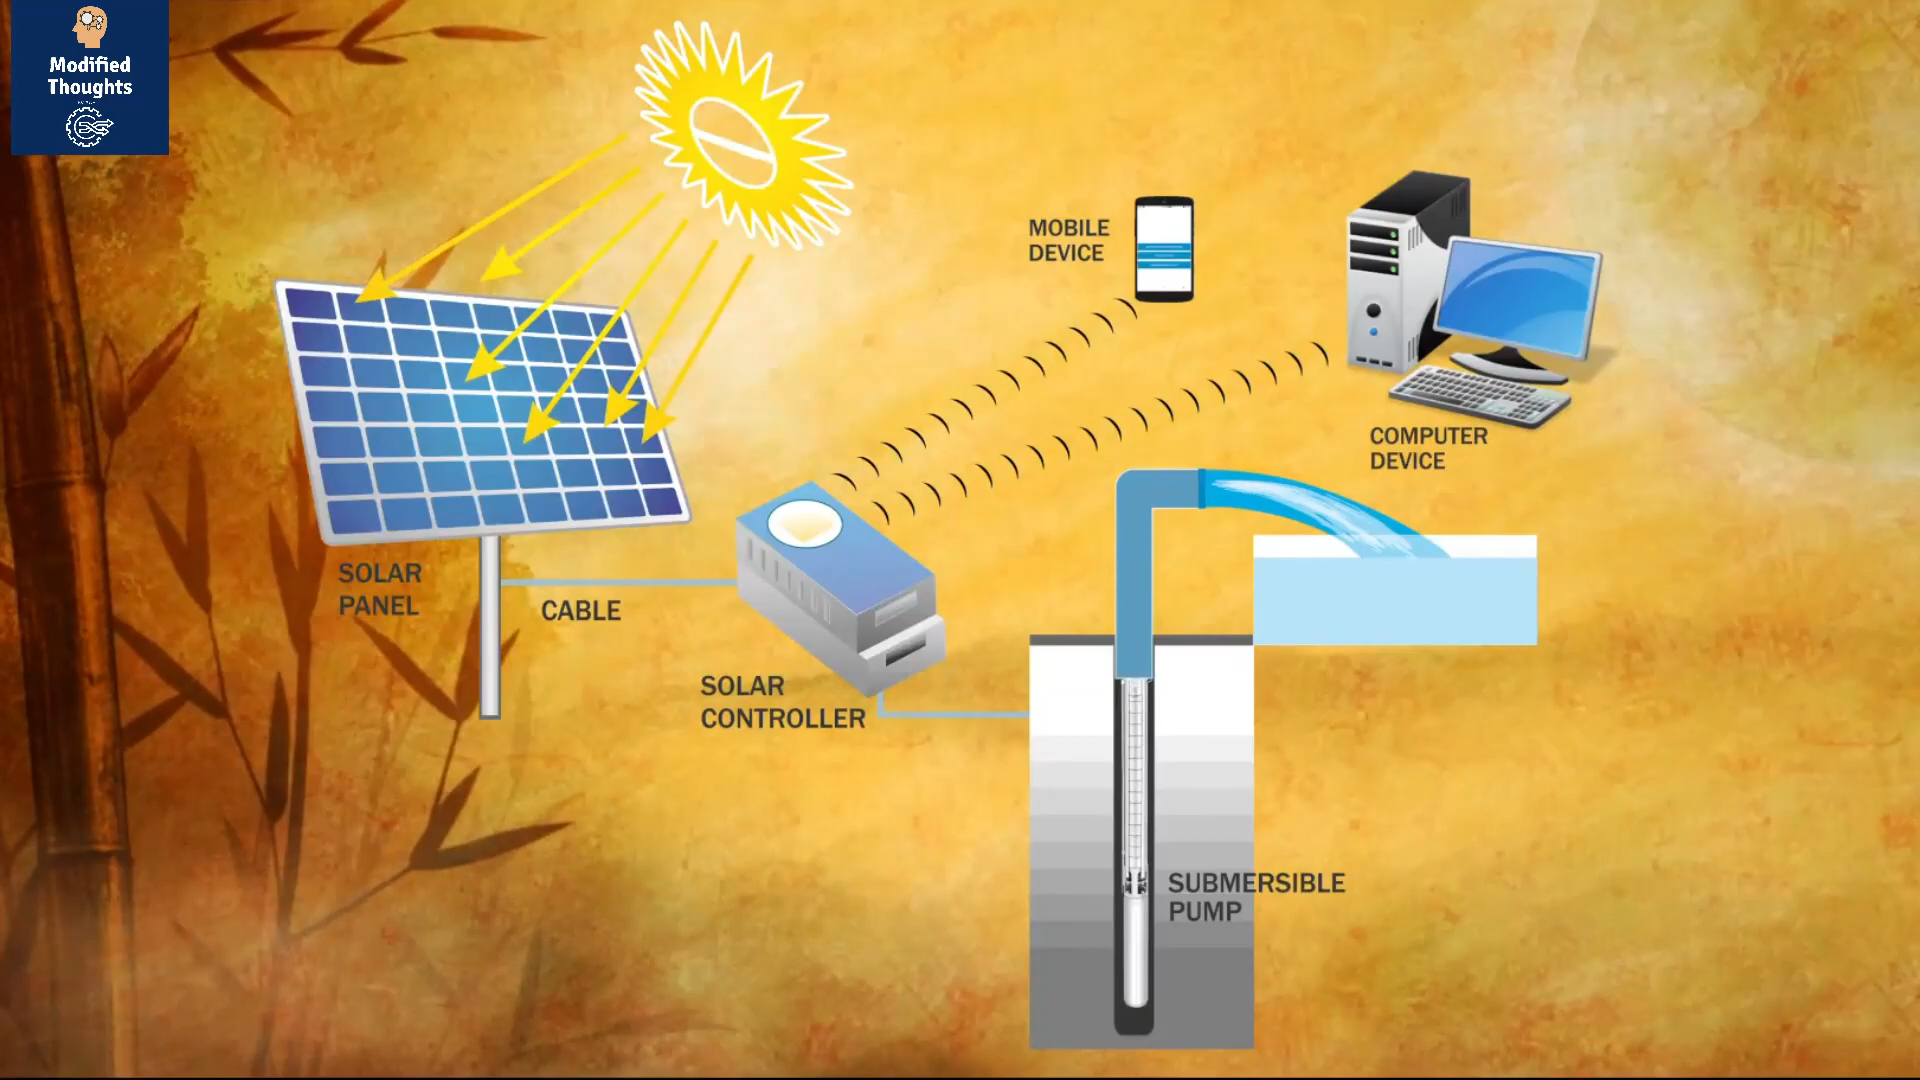 Modified
Thoughts
MOBILE
DEVICE
COMPUTER
DEVICE
SOLAR
PANEL
CABLE
SOLAR
CONTROLLER
SUBMERSIBLE
PUMP